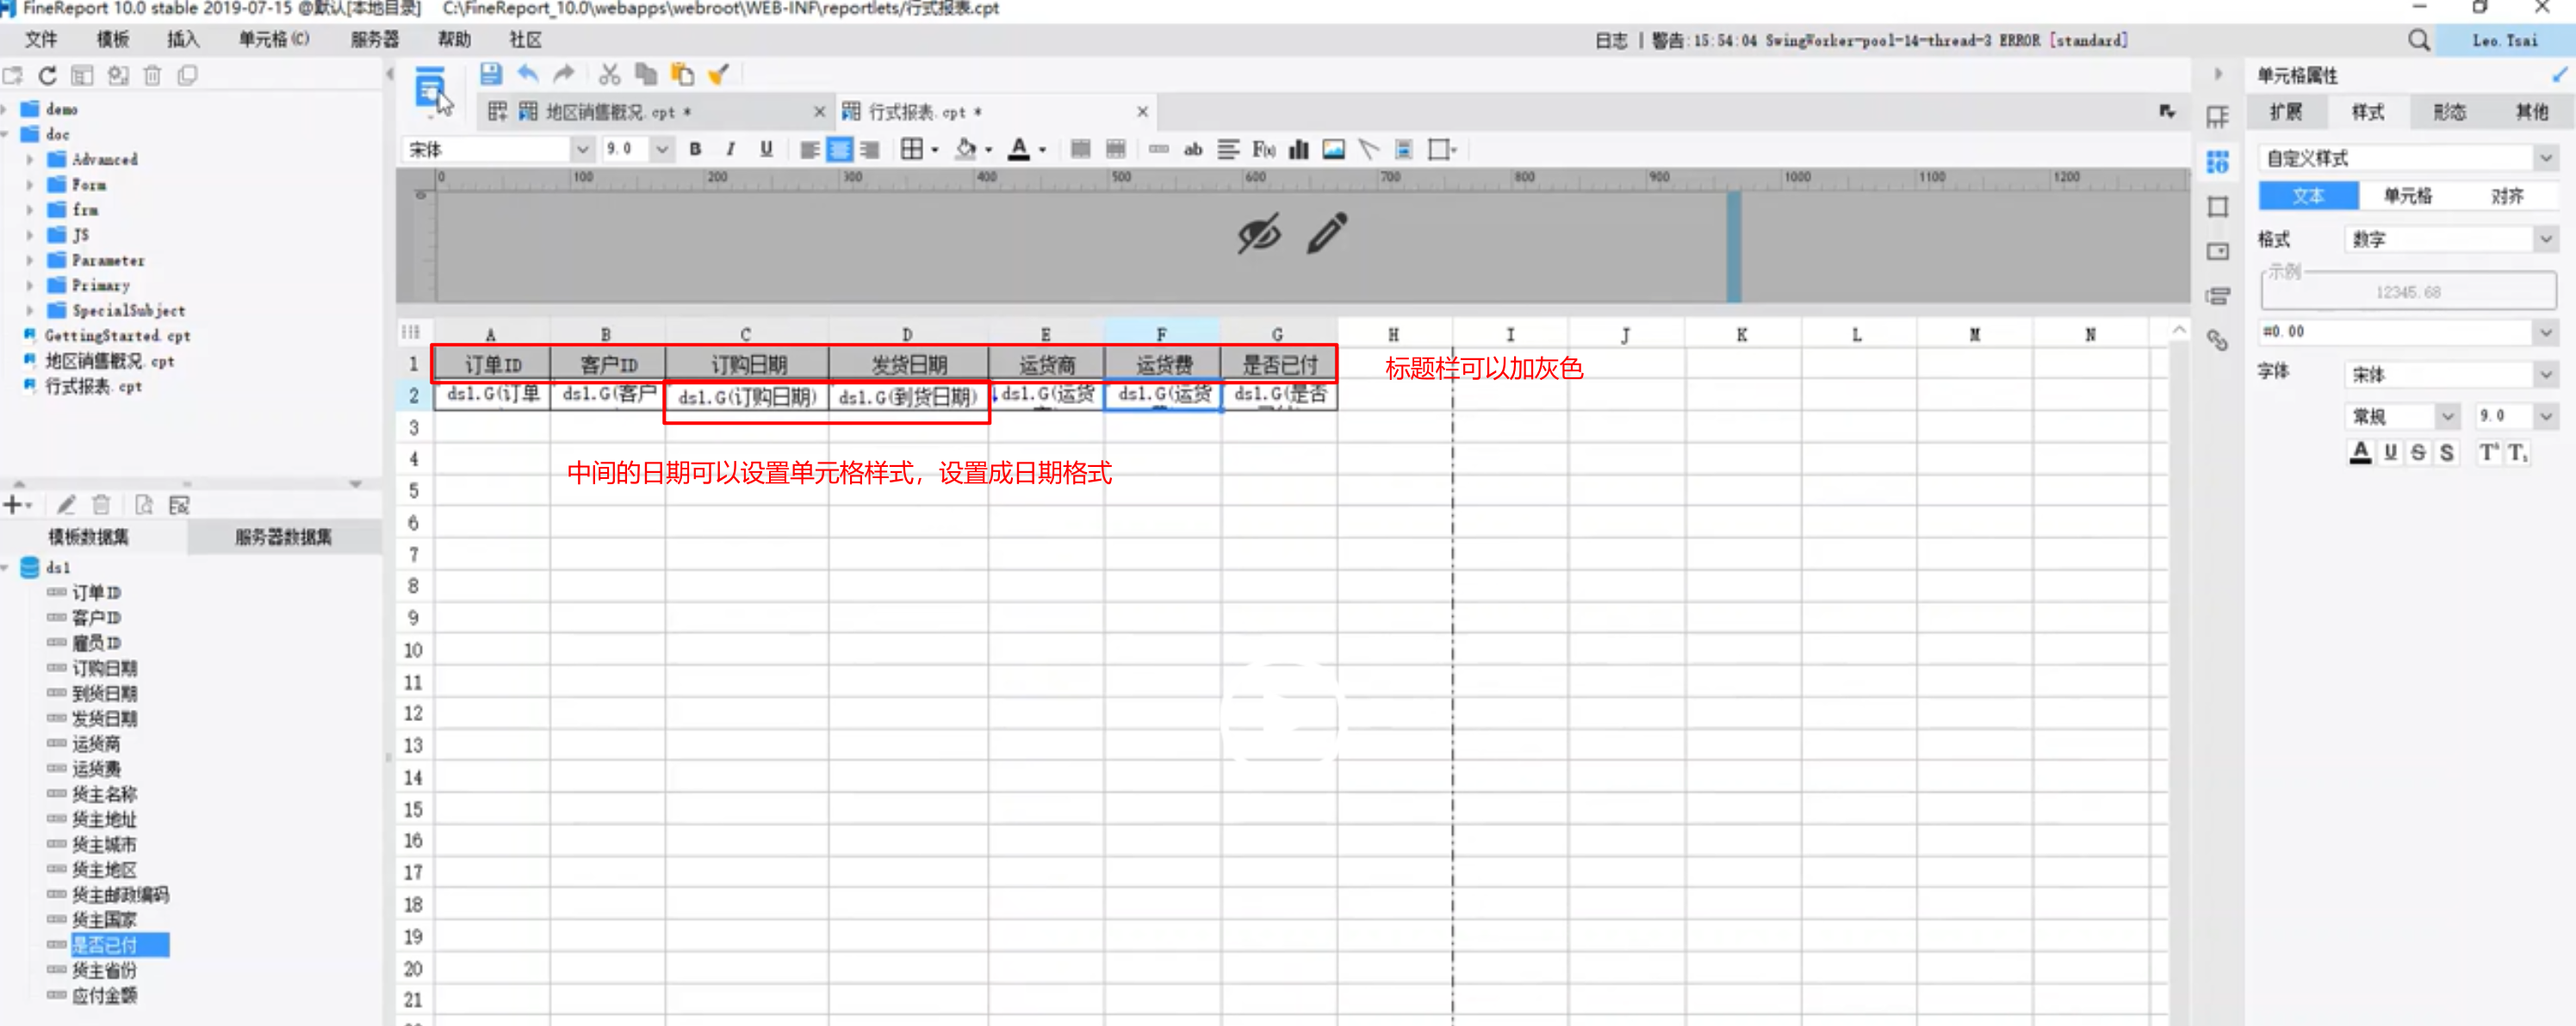 FineReport 10.0 stable 2019-07-15 @默认[本地目录] C:\FineReport_10.0\webapps\webroot\WEB-INF\reportlets/行式报表.cpt
文件 模板 插入 单元格(C) 服务器 帮助 社区
日志 | 警告:15:54:04 SwingWorker-pool-14-thread-3 ERROR [standard]
Leo.Tsai
demo
doc
Advanced
Form
frm
JS
Parameter
Primary
SpecialSubject
GettingStarted.cpt
地区销售概况.cpt
行式报表.cpt
模板数据集 服务器数据集
ds1
订单ID
客户ID
雇员ID
订购日期
到货日期
发货日期
运货商
运货费
货主名称
货主地址
货主城市
货主地区
货主邮政编码
货主国家
是否已付
货主省份
应付金额
地区销售概况.cpt * 行式报表.cpt *
宋体 9.0 B I U A ab F(x)
0 100 200 300 400 500 600 700 800 900 1000 1100 1200
0
A B C D E F G H I J K L M N
1 订单ID 客户ID 订购日期 发货日期 运货商 运货费 是否已付
标题栏可以加灰色
2 ds1.G(订单 ds1.G(客户 ds1.G(订购日期) ds1.G(到货日期) ds1.G(运货 ds1.G(运货 ds1.G(是否
3
4
中间的日期可以设置单元格样式，设置成日期格式
5
6
7
8
9
10
11
12
13
14
15
16
17
18
19
20
21
单元格属性
扩展 样式 形态 其他
自定义样式
文本 单元格 对齐
格式 数字
示例
12345.68
#0.00
字体 宋体
常规 9.0
A U S S T T